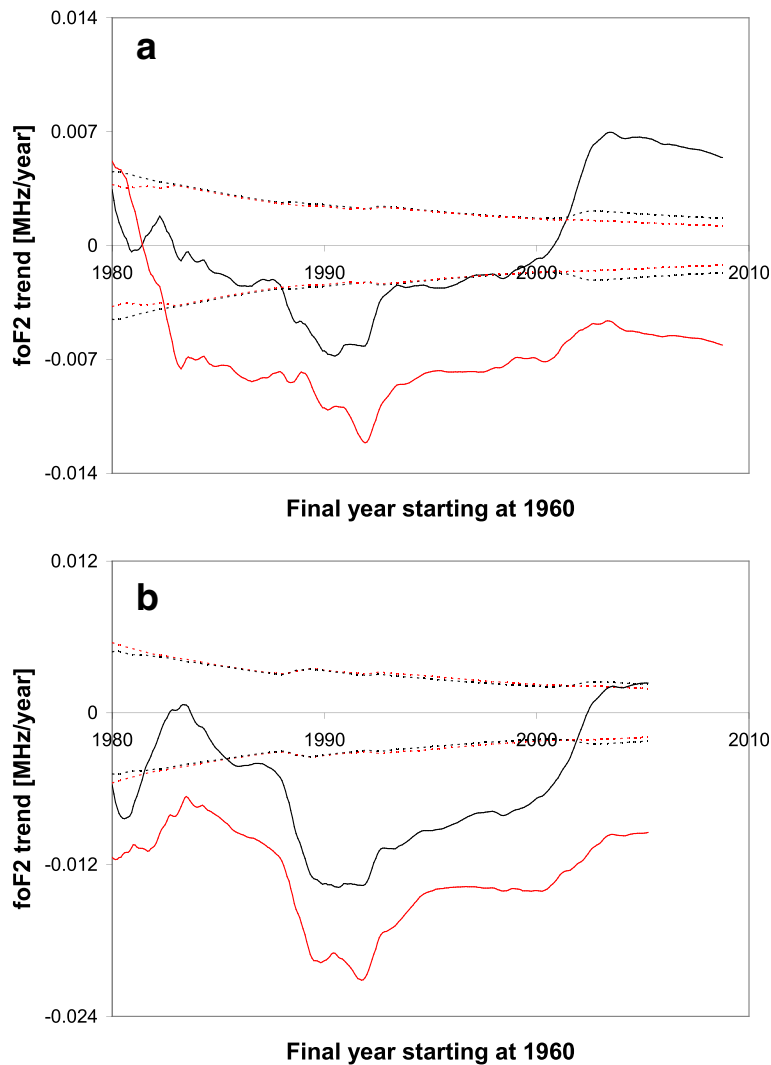 a
0.014
0.007
0
-0.007
-0.014
foF2 trend [MHz/year]
1980 1990 2000 2010
Final year starting at 1960
b
0.012
0
-0.012
-0.024
foF2 trend [MHz/year]
1980 1990 2000 2010
Final year starting at 1960